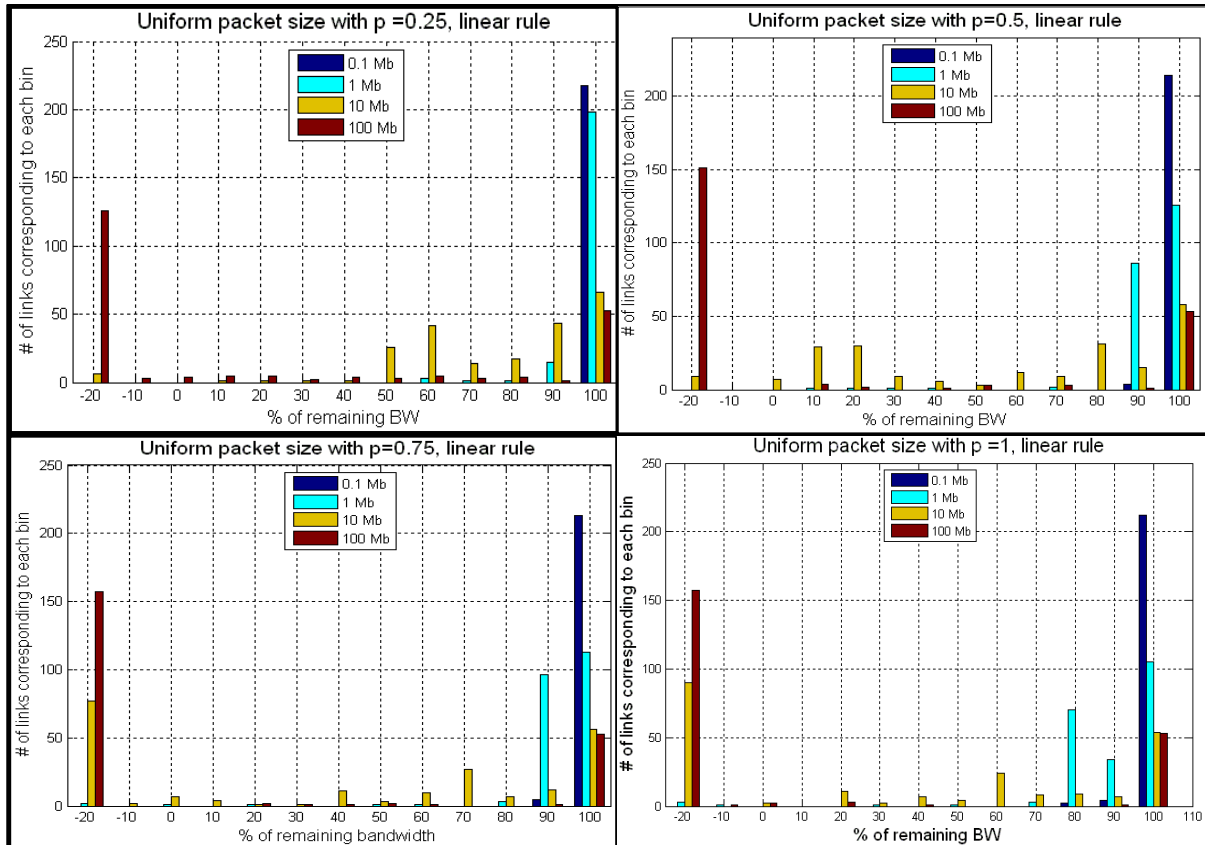 Uniform packet size with p =0.25, linear rule
250
200
150
100
50
0
# of links corresponding to each bin
0.1 Mb
1 Mb
10 Mb
100 Mb
-20 -10 0 10 20 30 40 50 60 70 80 90 100
% of remaining BW
Uniform packet size with p=0.5, linear rule
200
150
100
50
0
# of links corresponding to each bin
0.1 Mb
1 Mb
10 Mb
100 Mb
-20 -10 0 10 20 30 40 50 60 70 80 90 100
% of remaining BW
Uniform packet size with p=0.75, linear rule
250
200
150
100
50
0
# of links corresponding to each bin
0.1 Mb
1 Mb
10 Mb
100 Mb
-20 -10 0 10 20 30 40 50 60 70 80 90 100
% of remaining bandwidth
Uniform packet size with p =1, linear rule
250
200
150
100
50
0
# of links corresponding to each bin
0.1 Mb
1 Mb
10 Mb
100 Mb
-20 -10 0 10 20 30 40 50 60 70 80 90 100 110
% of remaining BW